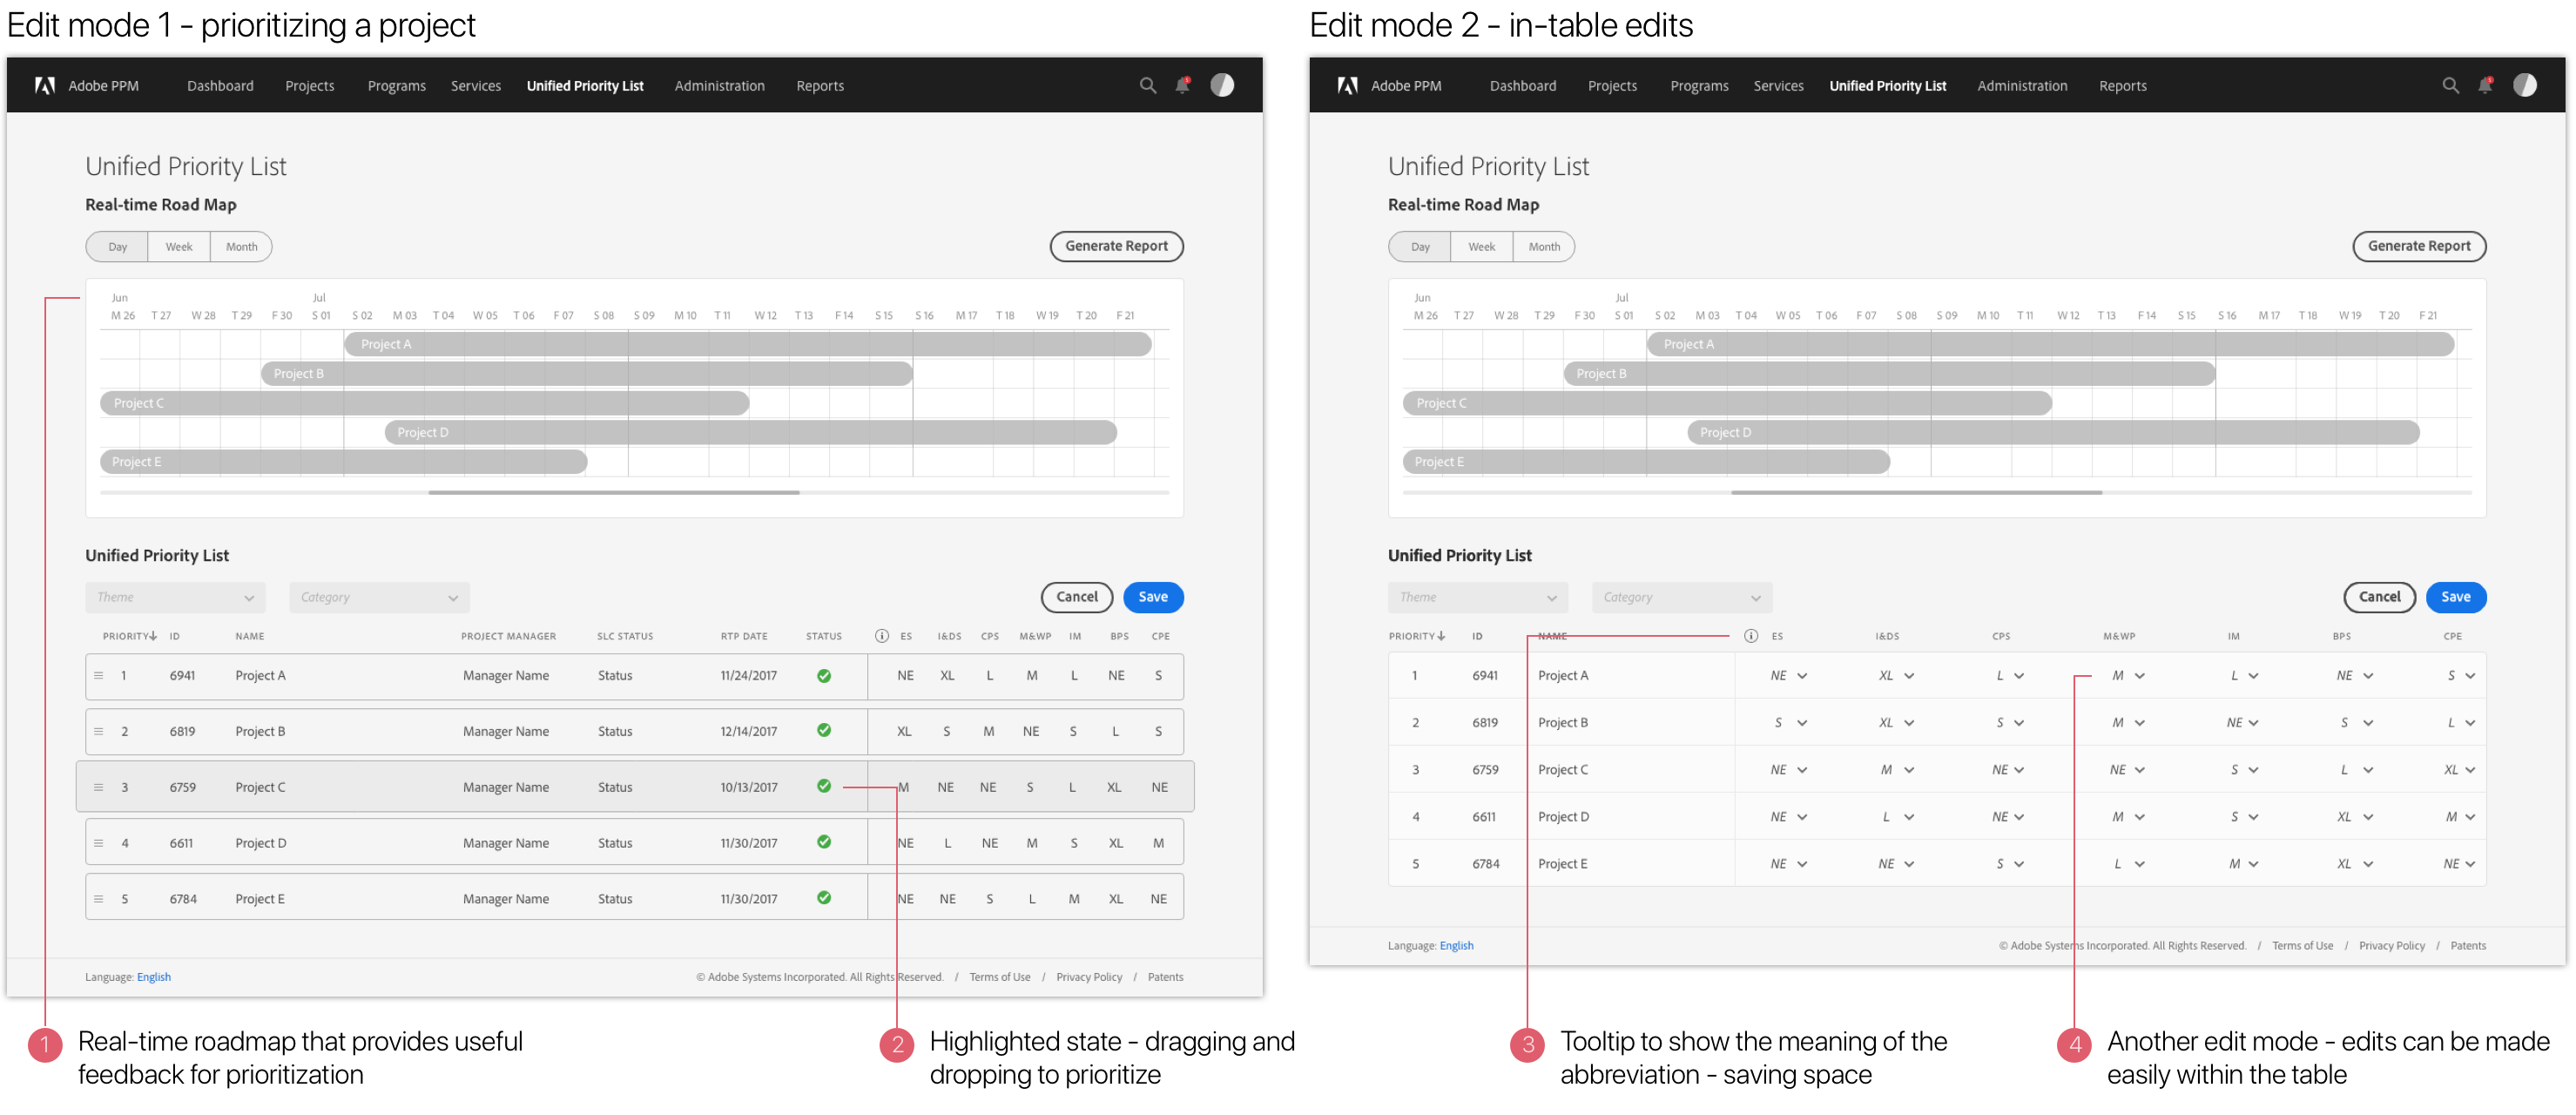 Edit mode 1 - prioritizing a project
Adobe PPM Dashboard Projects Programs Services Unified Priority List Administration Reports
Unified Priority List
Real-time Road Map
Day Week Month Generate Report
Jun Jul
M 26 T 27 W 28 T 29 F 30 S 01 S 02 M 03 T 04 W 05 T 06 F 07 S 08 S 09 M 10 T 11 W 12 T 13 F 14 S 15 S 16 M 17 T 18 W 19 T 20 F 21
Project A
Project B
Project C
Project D
Project E
Unified Priority List
Theme Category Cancel Save
PRIORITY ID NAME PROJECT MANAGER SLC STATUS RTP DATE STATUS ES I&DS CPS M&WP IM BPS CPE
1 6941 Project A Manager Name Status 11/24/2017 NE XL L M L NE S
2 6819 Project B Manager Name Status 12/14/2017 XL S M NE S L S
3 6759 Project C Manager Name Status 10/13/2017 M NE NE S L XL NE
4 6611 Project D Manager Name Status 11/30/2017 NE L NE M S XL M
5 6784 Project E Manager Name Status 11/30/2017 NE NE S L M XL NE
Language: English © Adobe Systems Incorporated. All Rights Reserved. / Terms of Use / Privacy Policy / Patents
1 Real-time roadmap that provides useful
feedback for prioritization
2 Highlighted state - dragging and
dropping to prioritize
Edit mode 2 - in-table edits
Adobe PPM Dashboard Projects Programs Services Unified Priority List Administration Reports
Unified Priority List
Real-time Road Map
Day Week Month Generate Report
Jun Jul
M 26 T 27 W 28 T 29 F 30 S 01 S 02 M 03 T 04 W 05 T 06 F 07 S 08 S 09 M 10 T 11 W 12 T 13 F 14 S 15 S 16 M 17 T 18 W 19 T 20 F 21
Project A
Project B
Project C
Project D
Project E
Unified Priority List
Theme Category Cancel Save
PRIORITY ID NAME ES I&DS CPS M&WP IM BPS CPE
1 6941 Project A NE XL L M L NE S
2 6819 Project B S XL S M NE S L
3 6759 Project C NE M NE NE S L XL
4 6611 Project D NE L NE M S XL M
5 6784 Project E NE NE S L M XL NE
Language: English © Adobe Systems Incorporated. All Rights Reserved. / Terms of Use / Privacy Policy / Patents
3 Tooltip to show the meaning of the
abbreviation - saving space
4 Another edit mode - edits can be made
easily within the table